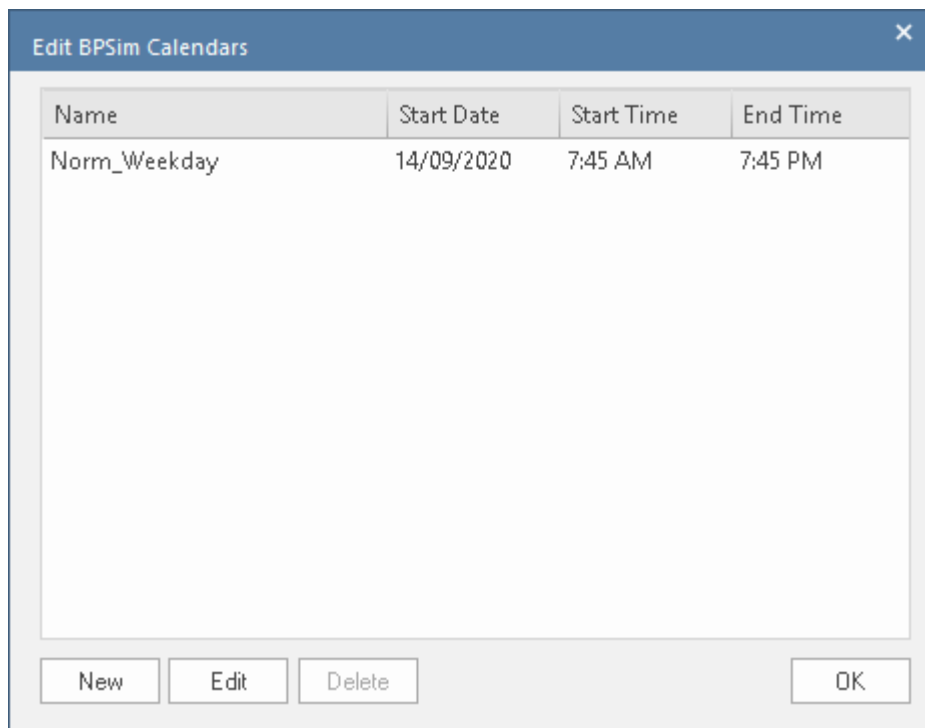 Edit BPSim Calendars
Name Start Date Start Time End Time
Norm_Weekday 14/09/2020 7:45 AM 7:45 PM
New Edit Delete OK